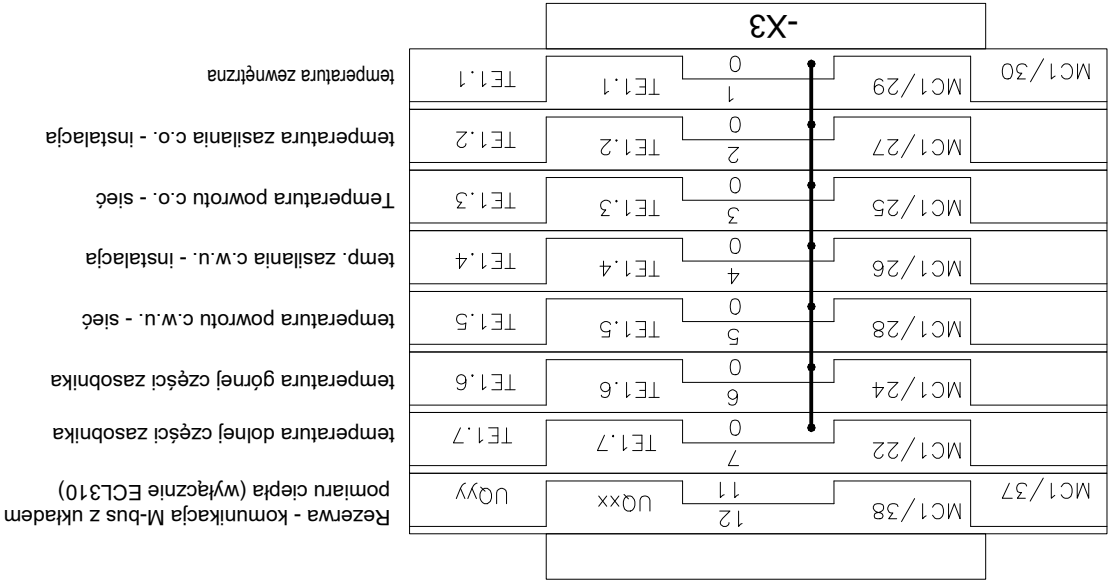 MC1/37 MC1/38 12 UQxx UQyy Rezerwa - komunikacja M-bus z układem
11 pomiaru ciepła (wyłącznie ECL310)
MC1/22 7 TE1.7 TE1.7 temperatura dolnej części zasobnika
0
MC1/24 6 TE1.6 TE1.6 temperatura górnej części zasobnika
0
MC1/28 5 TE1.5 TE1.5 temperatura powrotu c.w.u. - sieć
0
MC1/26 4 TE1.4 TE1.4 temp. zasilania c.w.u. - instalacja
0
MC1/25 3 TE1.3 TE1.3 Temperatura powrotu c.o. - sieć
0
MC1/27 2 TE1.2 TE1.2 temperatura zasilania c.o. - instalacja
0
MC1/30 MC1/29 1 TE1.1 TE1.1 temperatura zewnętrzna
0
-X3